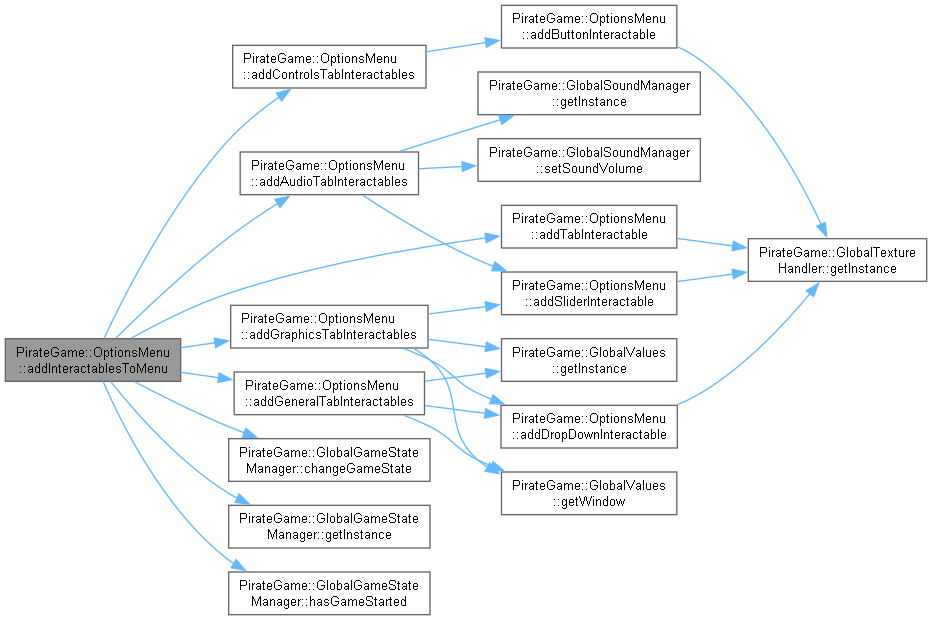 PirateGame::OptionsMenu
::addInteractablesToMenu
PirateGame::OptionsMenu
::addControlsTabInteractables
PirateGame::OptionsMenu
::addAudioTabInteractables
PirateGame::OptionsMenu
::addGraphicsTabInteractables
PirateGame::OptionsMenu
::addGeneralTabInteractables
PirateGame::GlobalGameState
Manager::changeGameState
PirateGame::GlobalGameState
Manager::getInstance
PirateGame::GlobalGameState
Manager::hasGameStarted
PirateGame::OptionsMenu
::addButtonInteractable
PirateGame::GlobalSoundManager
::getInstance
PirateGame::GlobalSoundManager
::setSoundVolume
PirateGame::OptionsMenu
::addTabInteractable
PirateGame::OptionsMenu
::addSliderInteractable
PirateGame::GlobalValues
::getInstance
PirateGame::OptionsMenu
::addDropDownInteractable
PirateGame::GlobalValues
::getWindow
PirateGame::GlobalTexture
Handler::getInstance